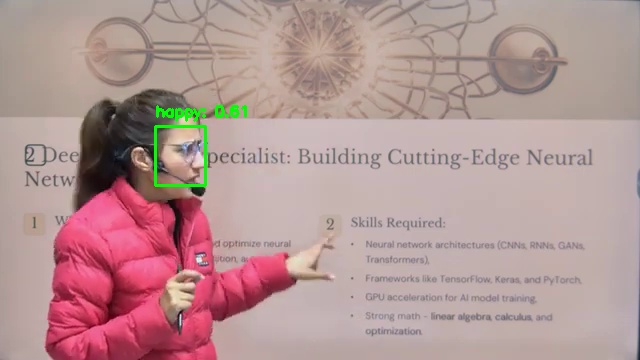 happy: 0.61
2 Dee pecialist: Building Cutting-Edge Neural
Netw
1 W
nd optimize neural
2 Skills Required:
• Neural network architectures (CNNs, RNNs, GANs,
Transformers).
• Frameworks like TensorFlow, Keras, and PyTorch.
• GPU acceleration for AI model training.
• Strong math - linear algebra, calculus, and
optimization.